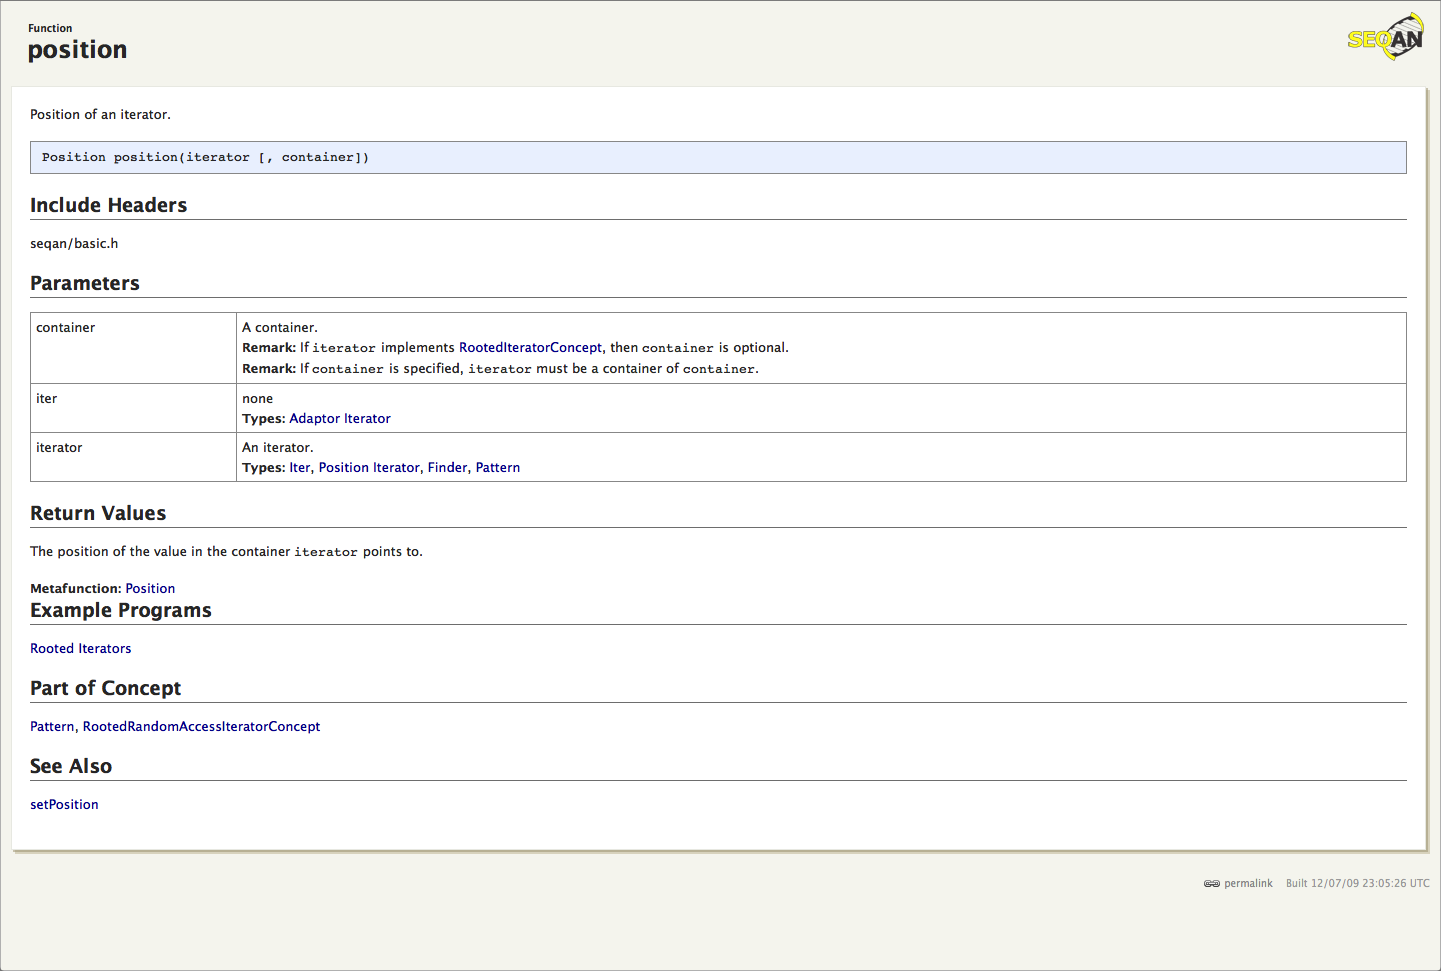 Function
position
SEQAN
Position of an iterator.
Position position(iterator [, container])
Include Headers
seqan/basic.h
Parameters
container
A container.
Remark: If iterator implements RootedIteratorConcept, then container is optional.
Remark: If container is specified, iterator must be a container of container.
iter
none
Types: Adaptor Iterator
iterator
An iterator.
Types: Iter, Position Iterator, Finder, Pattern
Return Values
The position of the value in the container iterator points to.
Metafunction: Position
Example Programs
Rooted Iterators
Part of Concept
Pattern, RootedRandomAccessIteratorConcept
See Also
setPosition
permalink Built 12/07/09 23:05:26 UTC